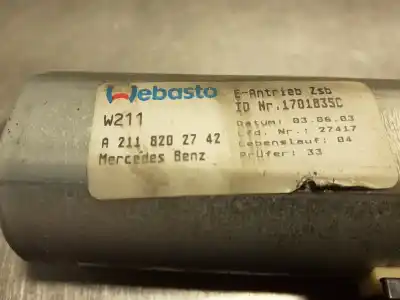 Webasto
W211
A 211 820 27 42
Mercedes Benz
E-Antrieb Zsb
ID Nr.1701835C
Datum: 03.06.03
Lfd. Nr.: 27417
Lebenslauf: 04
Prüfer: 33